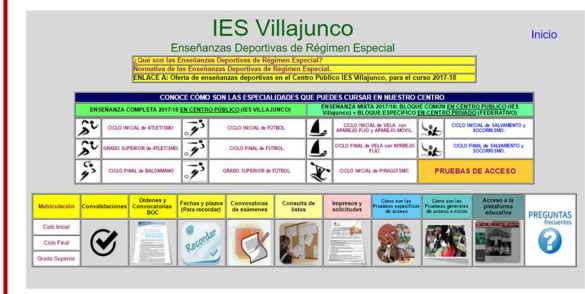 IES Villajunco
Inicio
Enseñanzas Deportivas de Régimen Especial
¿Qué son las Enseñanzas Deportivas de Régimen Especial?
Normativa de las Enseñanzas Deportivas de Régimen Especial.
ENLACE A: Oferta de enseñanzas deportivas en el Centro Público IES Villajunco, para el curso 2017-18
CONOCE CÓMO SON LAS ESPECIALIDADES QUE PUEDES CURSAR EN NUESTRO CENTRO
ENSEÑANZA COMPLETA 2017/18 EN CENTRO PÚBLICO (IES VILLAJUNCO)
ENSEÑANZA MIXTA 2017/18: BLOQUE COMÚN EN CENTRO PÚBLICO (IES
Villajunco) + BLOQUE ESPECÍFICO EN CENTRO PRIVADO (FEDERATIVO)
CICLO INICIAL de ATLETISMO.
CICLO INICIAL de FÚTBOL.
CICLO INICIAL de VELA con
APAREJO FIJO y APAREJO MÓVIL.
CICLO INICIAL de SALVAMENTO y
SOCORRISMO.
GRADO SUPERIOR de ATLETISMO.
CICLO FINAL de FÚTBOL.
CICLO FINAL de VELA con APAREJO
FIJO.
CICLO FINAL de SALVAMENTO y
SOCORRISMO.
CICLO FINAL de BALONMANO
GRADO SUPERIOR de FÚTBOL
CICLO INICIAL de PIRAGÜISMO.
PRUEBAS DE ACCESO
Matriculación
Convalidaciones
Órdenes y
Convocatorias
BOC
Fechas y plazos
(Para recordar)
Convocatoias
de exámenes
Consulta de
listas
Impresos y
solicitudes
Cómo son las
Pruebas específicas
de acceso
Cómo son las
Pruebas generales
de acceso a ciclos
Acceso a la
plataforma
educativa
PREGUNTAS
frecuentes
Ciclo Inicial
Ciclo Final
Grado Superior
Recordar